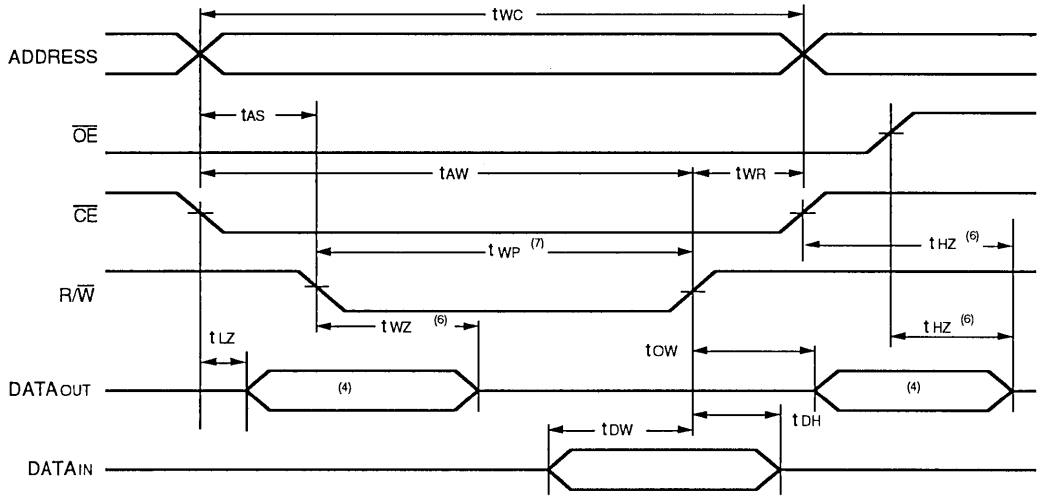 tWC
ADDRESS
tAS
OE
tAW
tWR
CE
tWP (7)
tHZ (6)
R/W
tWZ (6)
tHZ (6)
tLZ
tOW
DATAOUT
(4)
(4)
tDH
tDW
DATAIN